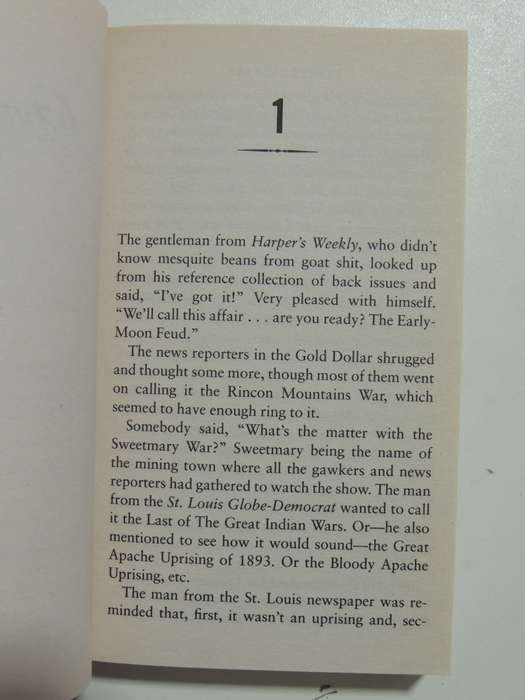 1
The gentleman from Harper's Weekly, who didn't
know mesquite beans from goat shit, looked up
from his reference collection of back issues and
said, “I've got it!” Very pleased with himself.
“We'll call this affair . . . are you ready? The Early-
Moon Feud.”
The news reporters in the Gold Dollar shrugged
and thought some more, though most of them went
on calling it the Rincon Mountains War, which
seemed to have enough ring to it.
Somebody said, “What's the matter with the
Sweetmary War?” Sweetmary being the name of
the mining town where all the gawkers and news
reporters had gathered to watch the show. The man
from the St. Louis Globe-Democrat wanted to call
it the Last of The Great Indian Wars. Or—he also
mentioned to see how it would sound—the Great
Apache Uprising of 1893. Or the Bloody Apache
Uprising, etc.
The man from the St. Louis newspaper was re-
minded that, first, it wasn't an uprising and, sec-